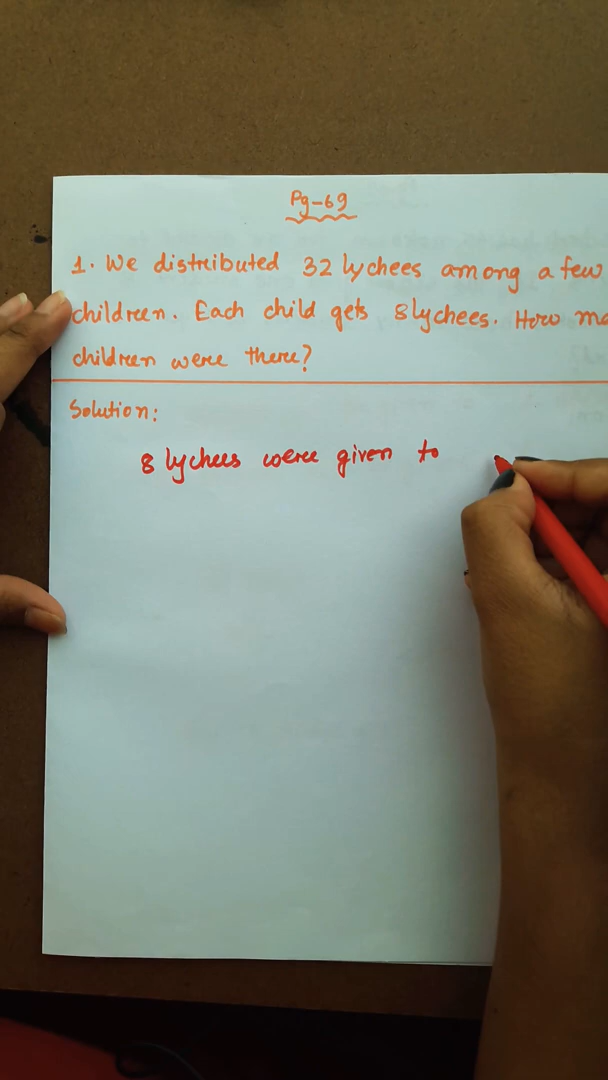 Pg-69
1. We distributed 32 lychees among a few
children. Each child gets 8 lychees. How
children were there?
Solution:
8 lychees were given to